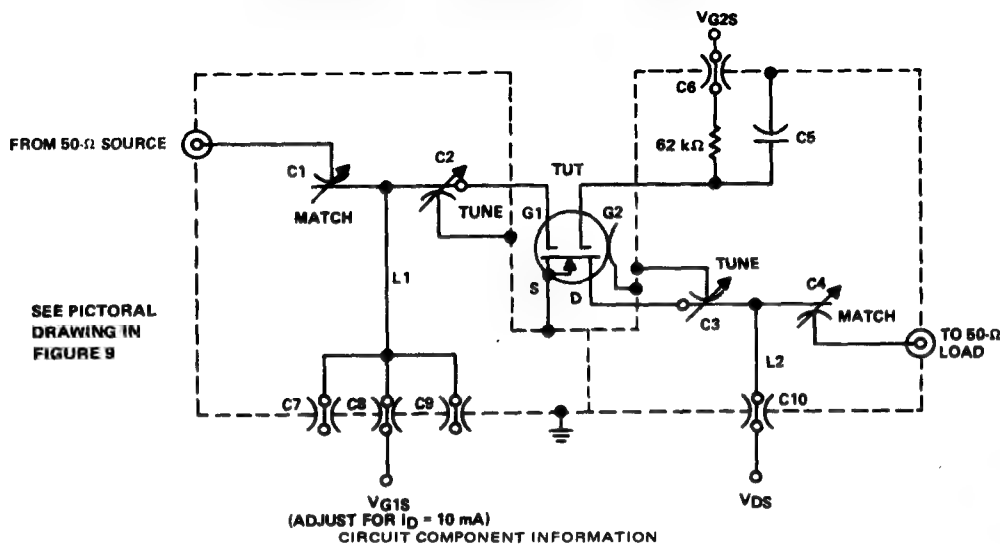 VG2S
C6
62 kΩ
C5
FROM 50-Ω SOURCE
C1
MATCH
C2
TUNE
TUT
G1
G2
S
D
TUNE
C3
C4
MATCH
TO 50-Ω
LOAD
L1
L2
SEE PICTORAL
DRAWING IN
FIGURE 9
C7
C8
C9
C10
VG1S
(ADJUST FOR ID = 10 mA)
VDS
CIRCUIT COMPONENT INFORMATION